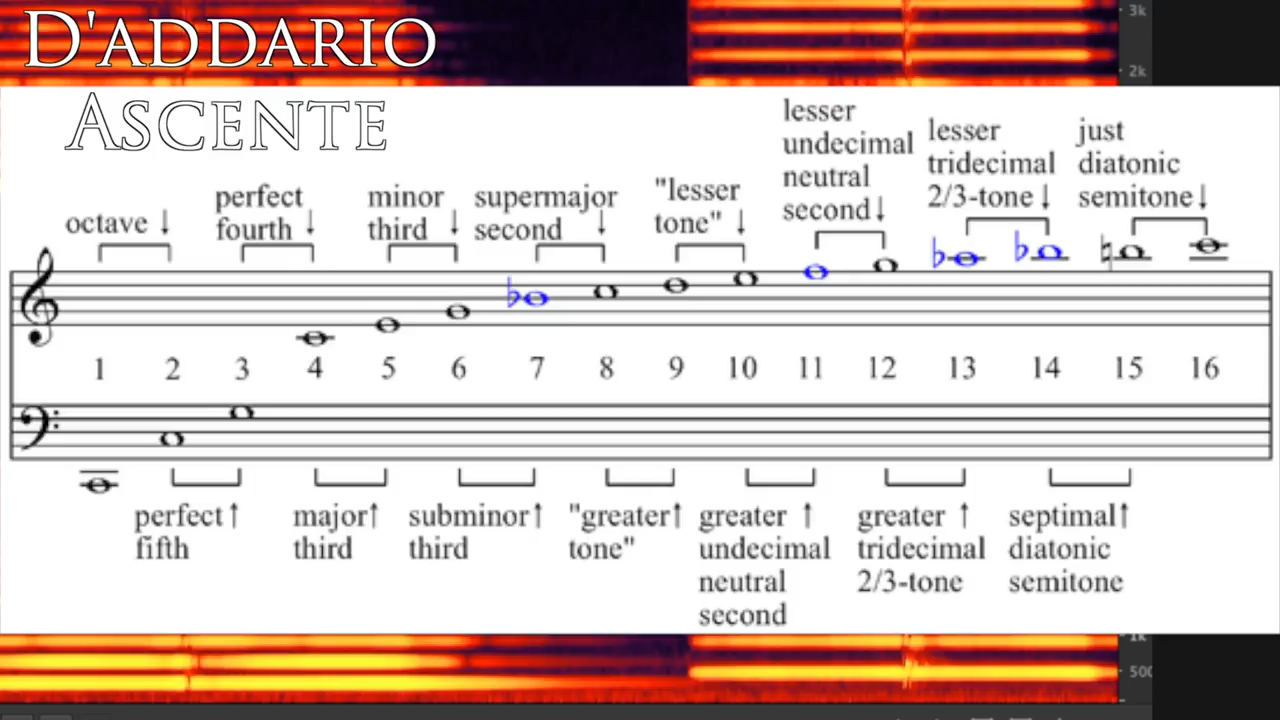 D'ADDARIO
ASCENTE
3k
2k
octave ↓
perfect
fourth ↓
minor
third ↓
supermajor
second ↓
"lesser
tone" ↓
lesser
undecimal
neutral
second↓
lesser
tridecimal
2/3-tone↓
just
diatonic
semitone↓
1 2 3 4 5 6 7 8 9 10 11 12 13 14 15 16
perfect↑
fifth
major↑
third
subminor↑
third
"greater↑
tone"
greater ↑
undecimal
neutral
second
greater ↑
tridecimal
2/3-tone
septimal↑
diatonic
semitone
1k
500